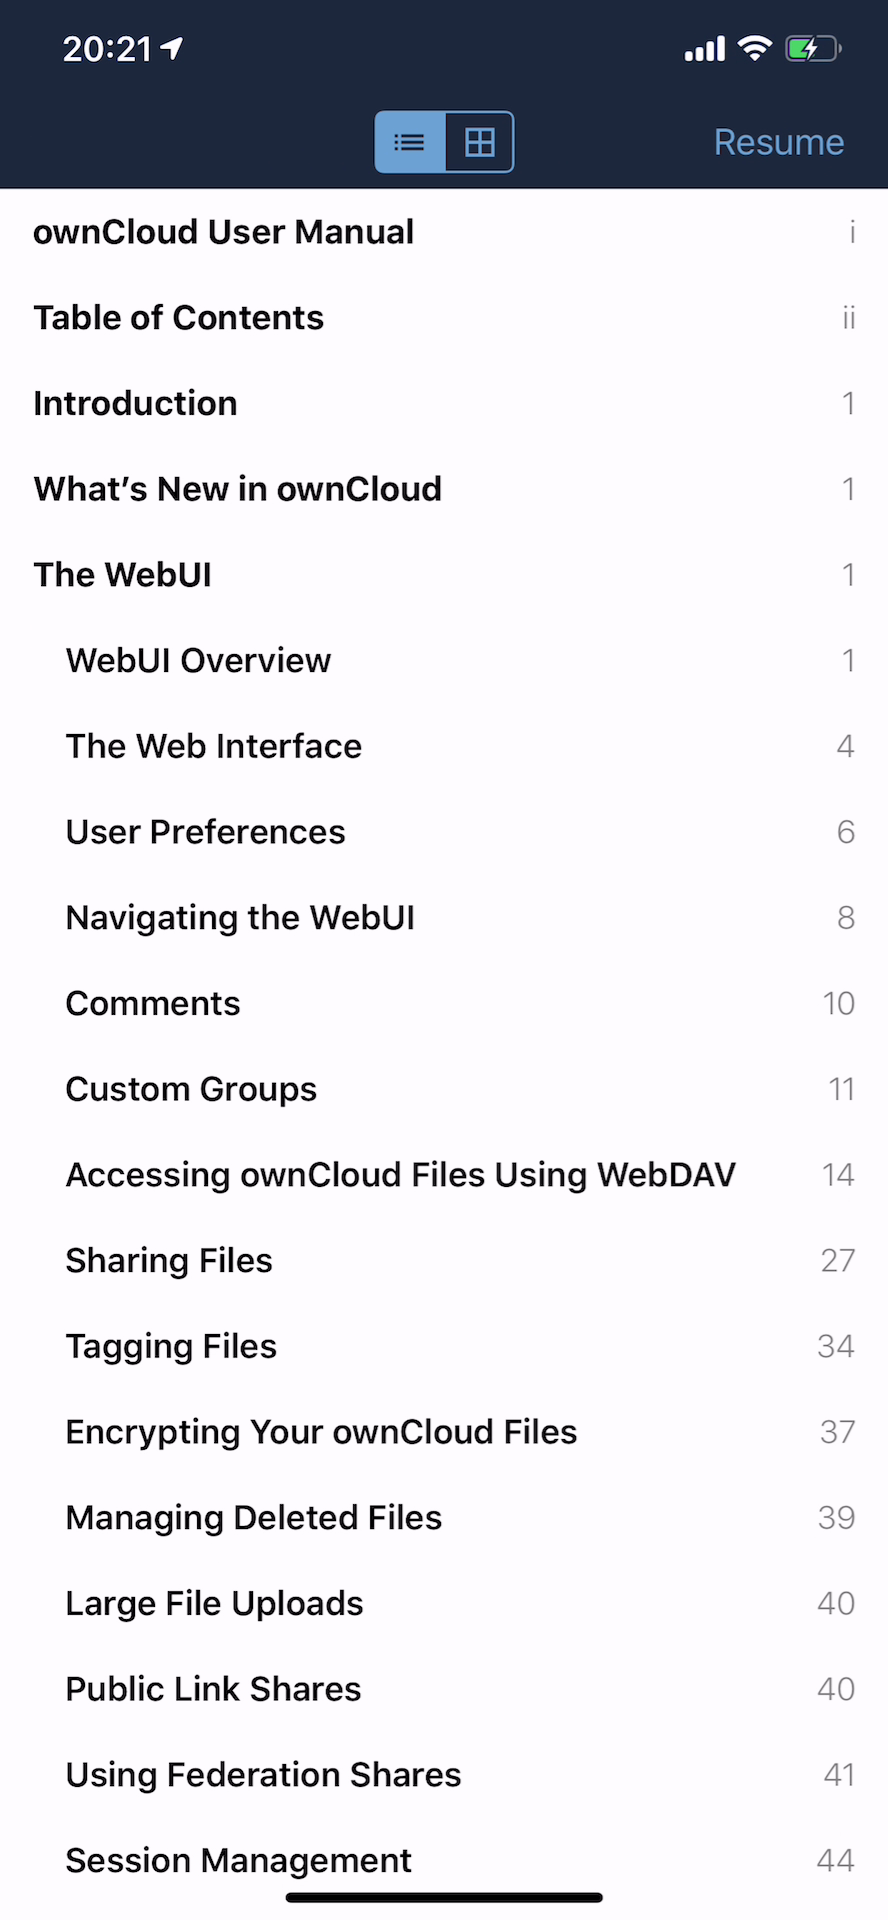 20:21
Resume
ownCloud User Manual i
Table of Contents ii
Introduction 1
What’s New in ownCloud 1
The WebUI 1
WebUI Overview 1
The Web Interface 4
User Preferences 6
Navigating the WebUI 8
Comments 10
Custom Groups 11
Accessing ownCloud Files Using WebDAV 14
Sharing Files 27
Tagging Files 34
Encrypting Your ownCloud Files 37
Managing Deleted Files 39
Large File Uploads 40
Public Link Shares 40
Using Federation Shares 41
Session Management 44